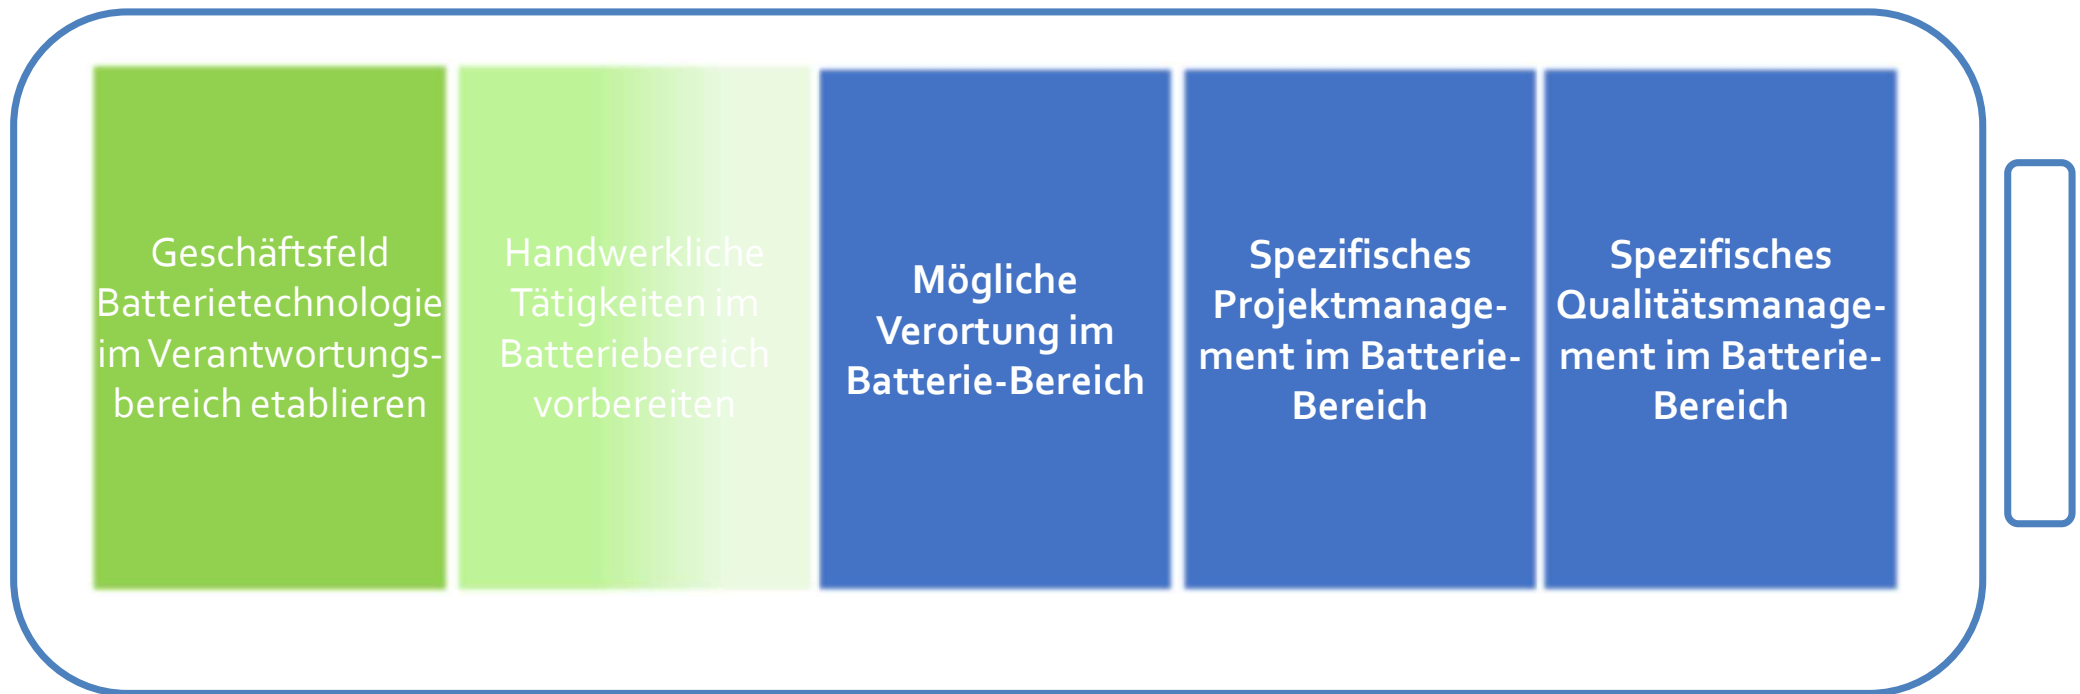 Geschäftsfeld
Batterietechnologie
im Verantwortungs-
bereich etablieren
Handwerkliche
Tätigkeiten im
Batteriebereich
vorbereiten
Mögliche
Verortung im
Batterie-Bereich
Spezifisches
Projektmanage-
ment im Batterie-
Bereich
Spezifisches
Qualitätsmanage-
ment im Batterie-
Bereich